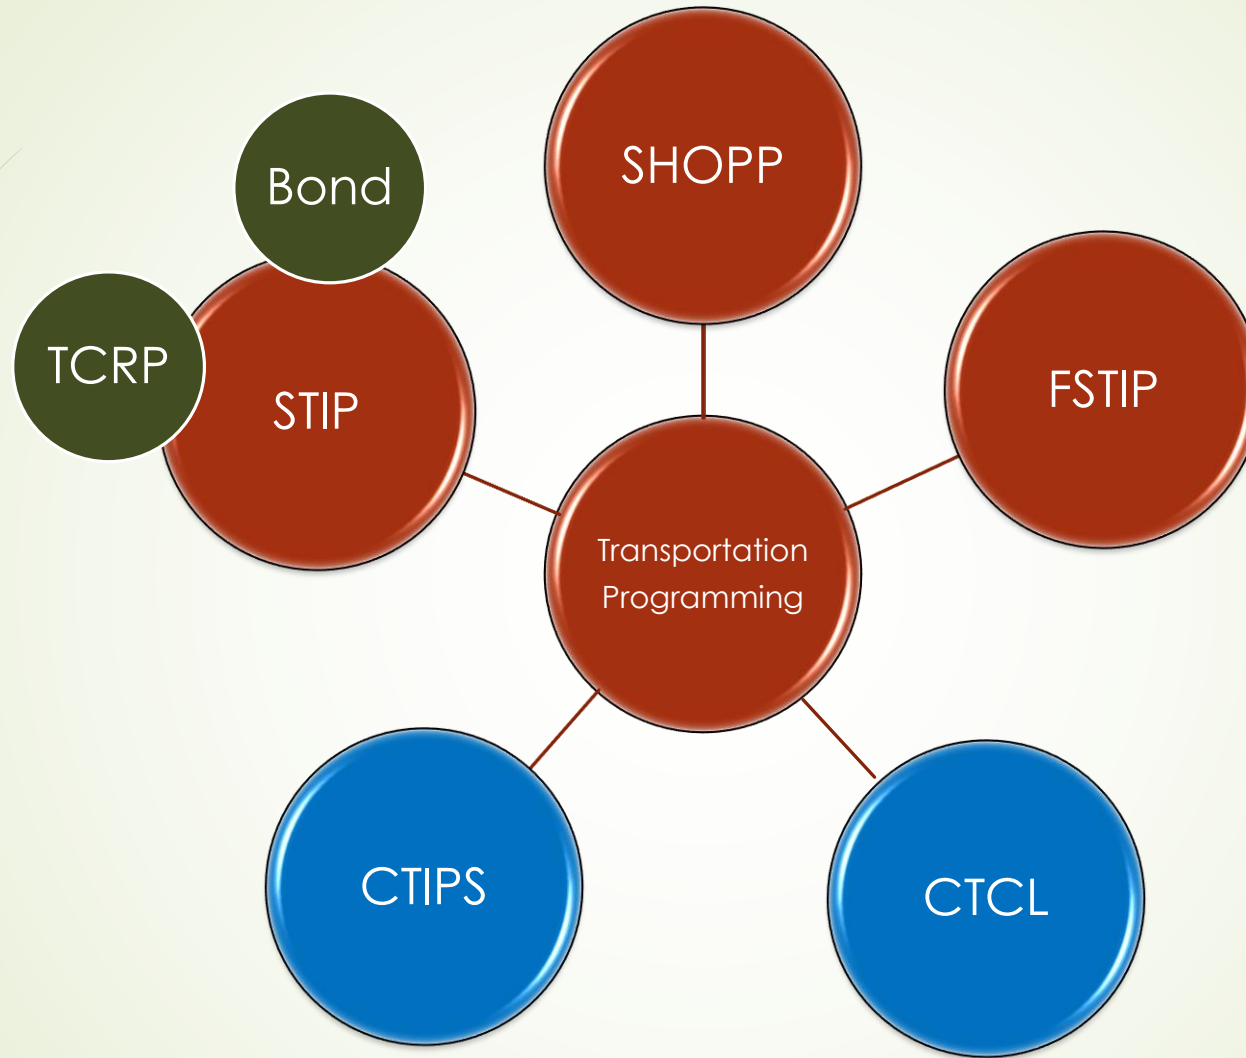 SHOPP
Bond
TCRP
STIP
FSTIP
Transportation
Programming
CTIPS
CTCL